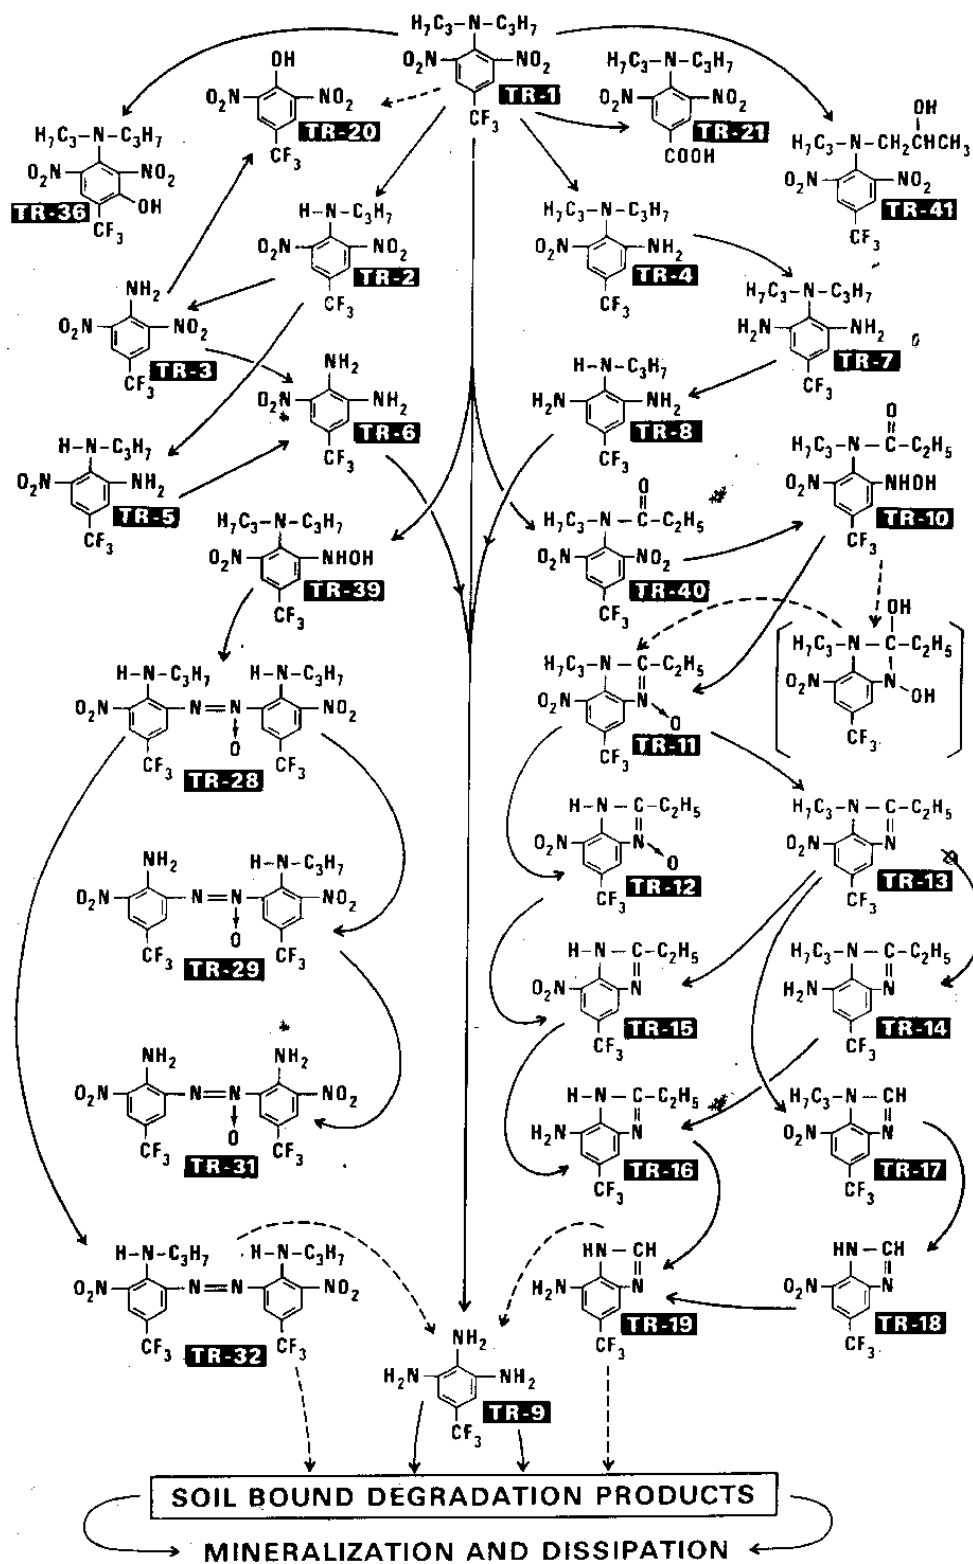 H₇C₃–N–C₃H₇
O₂N NO₂
CF₃
TR-1
OH
O₂N NO₂
CF₃
TR-20
H₇C₃–N–C₃H₇
O₂N NO₂
COOH
TR-21
H₇C₃–N–C₃H₇
O₂N NO₂
OH
CF₃
TR-36
OH
H₇C₃–N–CH₂CHCH₃
O₂N NO₂
CF₃
TR-41
H–N–C₃H₇
O₂N NO₂
CF₃
TR-2
H₇C₃–N–C₃H₇
O₂N NH₂
CF₃
TR-4
NH₂
O₂N NO₂
CF₃
TR-3
H₇C₃–N–C₃H₇
H₂N NH₂
CF₃
TR-7
NH₂
O₂N NH₂
CF₃
TR-6
H–N–C₃H₇
H₂N NH₂
CF₃
TR-8
H–N–C₃H₇
O₂N NH₂
CF₃
TR-5
O
H₇C₃–N–C–C₂H₅
O₂N NHOH
CF₃
TR-10
H₇C₃–N–C₃H₇
O₂N NHOH
CF₃
TR-39
O
H₇C₃–N–C–C₂H₅
O₂N NO₂
CF₃
TR-40
OH
H₇C₃–N–C–C₂H₅
O₂N N OH
CF₃
H–N–C₃H₇ H–N–C₃H₇
O₂N N=N NO₂
O
CF₃ CF₃
TR-28
H₇C₃–N–C–C₂H₅
O₂N N O
CF₃
TR-11
H–N–C–C₂H₅
O₂N N O
CF₃
TR-12
H₇C₃–N–C–C₂H₅
O₂N N
CF₃
TR-13
NH₂ H–N–C₃H₇
O₂N N=N NO₂
O
CF₃ CF₃
TR-29
H–N–C–C₂H₅
O₂N N
CF₃
TR-15
H₇C₃–N–C–C₂H₅
H₂N N
CF₃
TR-14
NH₂ NH₂
O₂N N=N NO₂
O
CF₃ CF₃
TR-31
H–N–C–C₂H₅
H₂N N
CF₃
TR-16
H₇C₃–N–CH
O₂N N
CF₃
TR-17
H–N–C₃H₇ H–N–C₃H₇
O₂N N=N NO₂
CF₃ CF₃
TR-32
HN–CH
H₂N N
CF₃
TR-19
HN–CH
O₂N N
CF₃
TR-18
NH₂
H₂N NH₂
CF₃
TR-9
SOIL BOUND DEGRADATION PRODUCTS
MINERALIZATION AND DISSIPATION